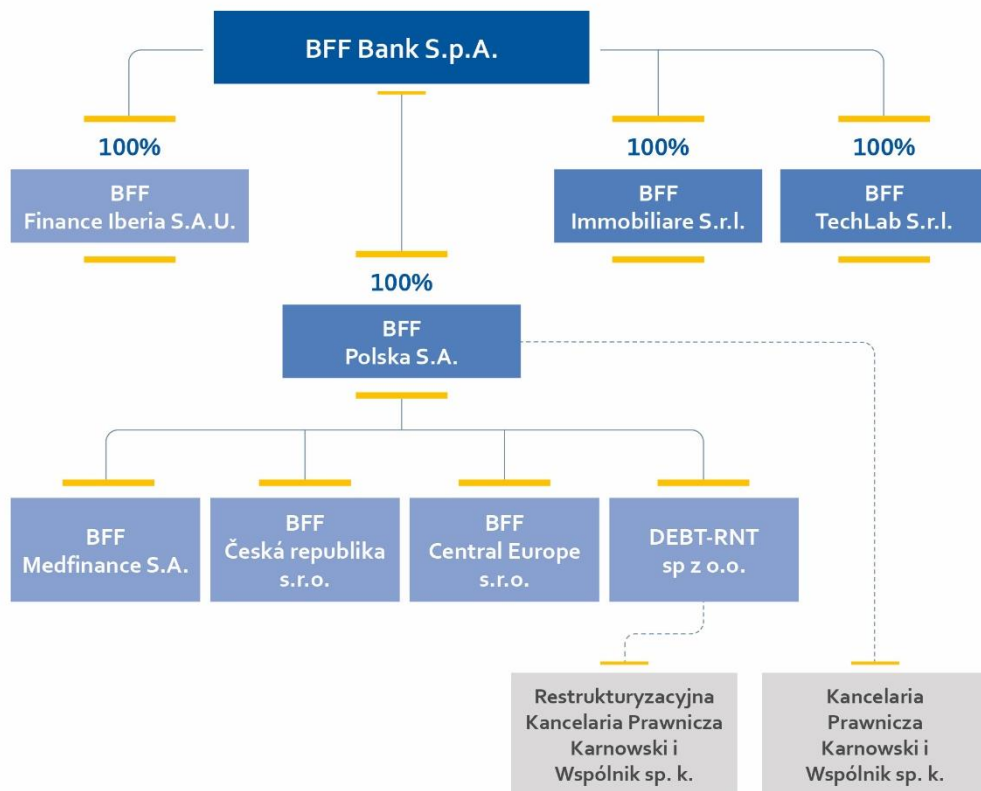 BFF Bank S.p.A.
100%
BFF
Finance Iberia S.A.U.
100%
BFF
Immobiliare S.r.l.
100%
BFF
TechLab S.r.l.
100%
BFF
Polska S.A.
BFF
Medfinance S.A.
BFF
Česká republika
s.r.o.
BFF
Central Europe
s.r.o.
DEBT-RNT
sp z o.o.
Restrukturyzacyjna
Kancelaria Prawnicza
Karnowski i
Wspólnik sp. k.
Kancelaria
Prawnicza
Karnowski i
Wspólnik sp. k.